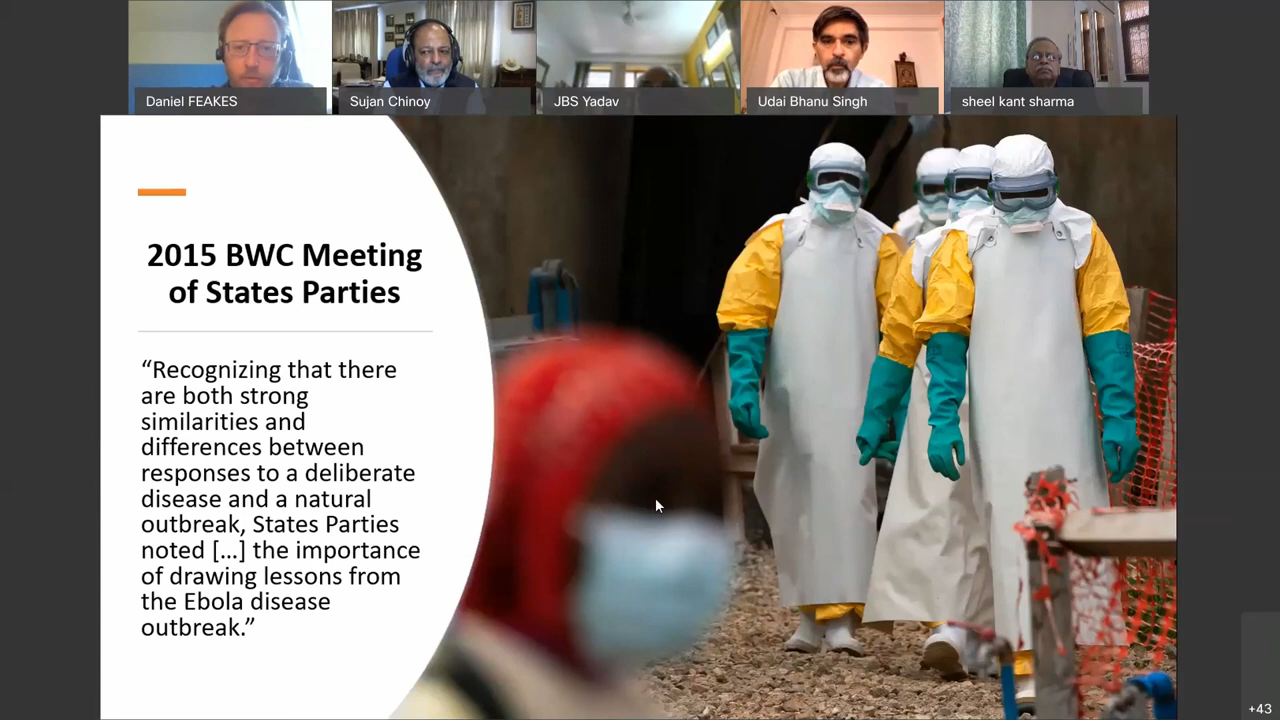 Daniel FEAKES
Sujan Chinoy
JBS Yadav
Udai Bhanu Singh
sheel kant sharma
2015 BWC Meeting
of States Parties
“Recognizing that there
are both strong
similarities and
differences between
responses to a deliberate
disease and a natural
outbreak, States Parties
noted […] the importance
of drawing lessons from
the Ebola disease
outbreak.”
+43